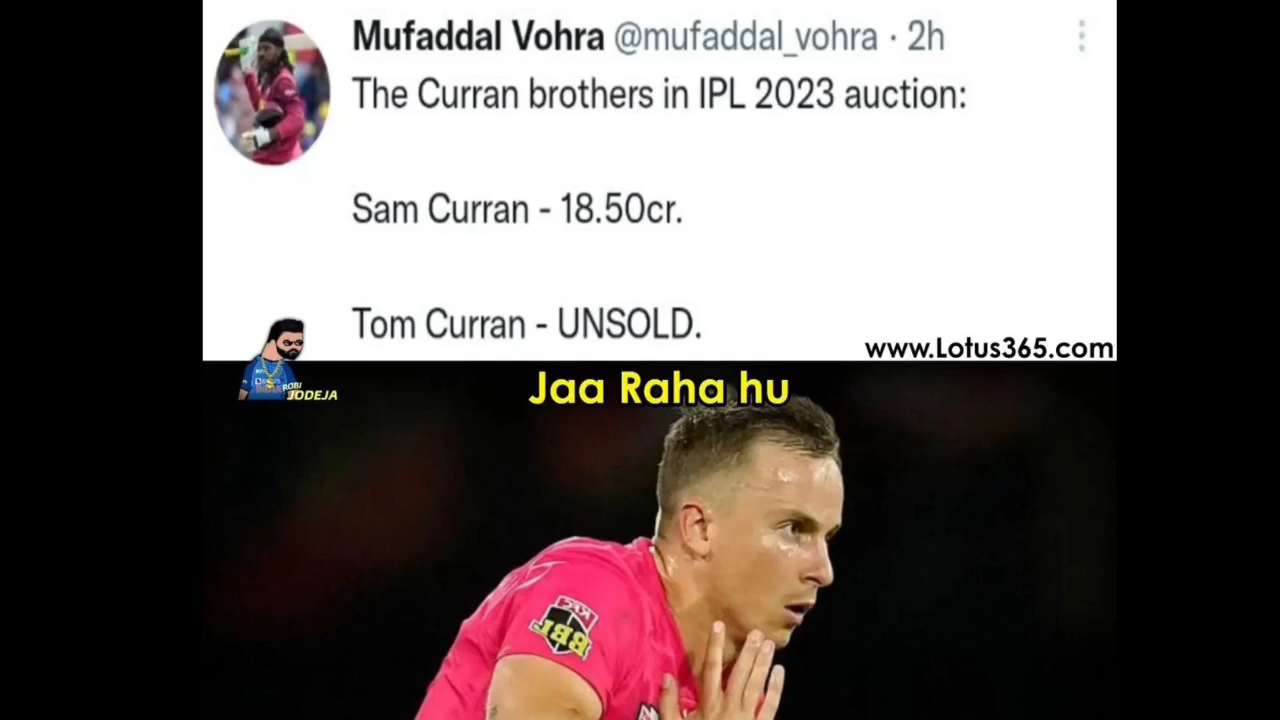 Mufaddal Vohra @mufaddal_vohra · 2h
The Curran brothers in IPL 2023 auction:
Sam Curran - 18.50cr.
Tom Curran - UNSOLD.
www.Lotus365.com
ROBI
JODEJA
Jaa Raha hu
KFC
BBL